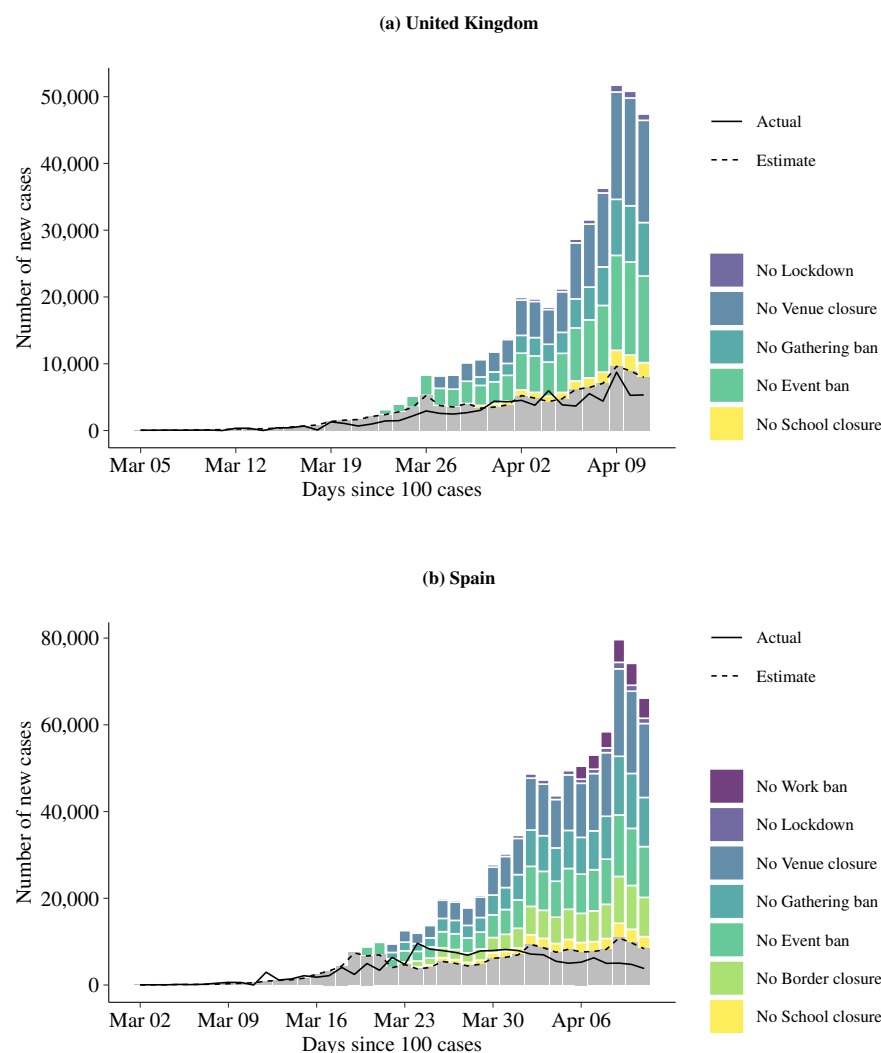 (a) United Kingdom
50,000
40,000
30,000
20,000
10,000
0
Number of new cases
Mar 05 Mar 12 Mar 19 Mar 26 Apr 02 Apr 09
Days since 100 cases
Actual
Estimate
No Lockdown
No Venue closure
No Gathering ban
No Event ban
No School closure
(b) Spain
80,000
60,000
40,000
20,000
0
Number of new cases
Mar 02 Mar 09 Mar 16 Mar 23 Mar 30 Apr 06
Days since 100 cases
Actual
Estimate
No Work ban
No Lockdown
No Venue closure
No Gathering ban
No Event ban
No Border closure
No School closure